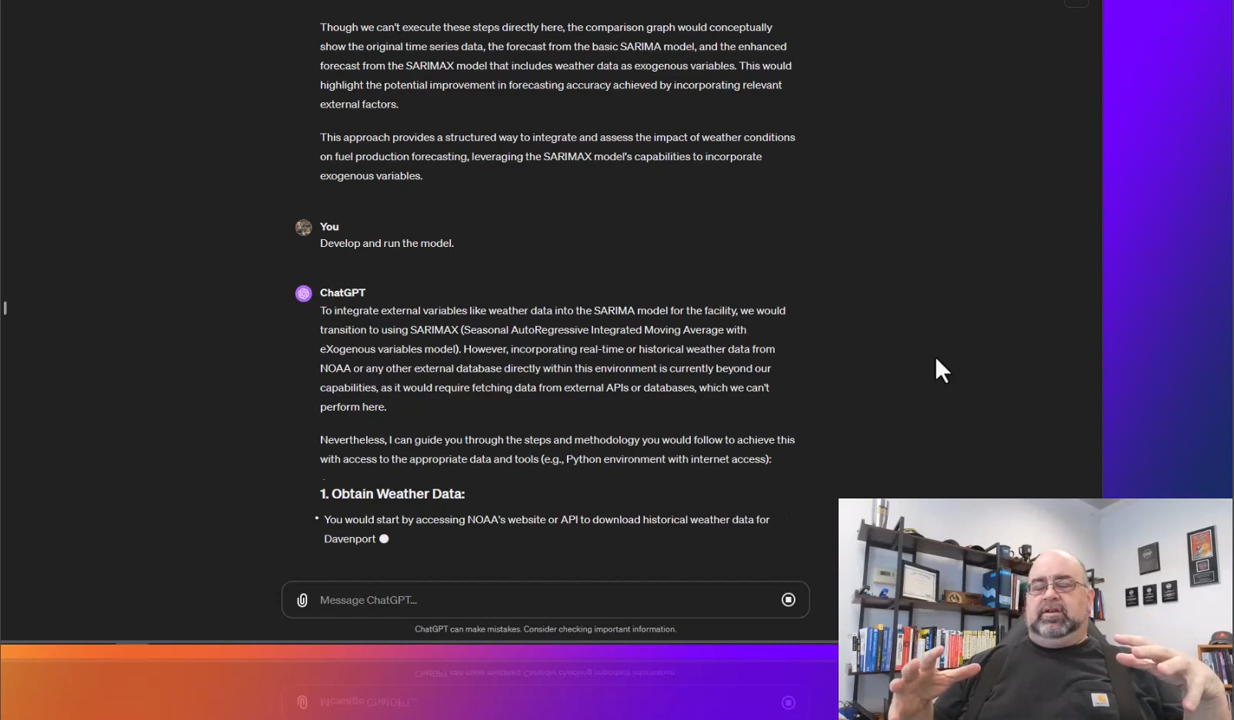 Though we can't execute these steps directly here, the comparison graph would conceptually
show the original time series data, the forecast from the basic SARIMA model, and the enhanced
forecast from the SARIMAX model that includes weather data as exogenous variables. This would
highlight the potential improvement in forecasting accuracy achieved by incorporating relevant
external factors.
This approach provides a structured way to integrate and assess the impact of weather conditions
on fuel production forecasting, leveraging the SARIMAX model's capabilities to incorporate
exogenous variables.
You
Develop and run the model.
ChatGPT
To integrate external variables like weather data into the SARIMA model for the facility, we would
transition to using SARIMAX (Seasonal AutoRegressive Integrated Moving Average with
eXogenous variables model). However, incorporating real-time or historical weather data from
NOAA or any other external database directly within this environment is currently beyond our
capabilities, as it would require fetching data from external APIs or databases, which we can't
perform here.
Nevertheless, I can guide you through the steps and methodology you would follow to achieve this
with access to the appropriate data and tools (e.g., Python environment with internet access):
1. Obtain Weather Data:
• You would start by accessing NOAA's website or API to download historical weather data for
Davenport
Message ChatGPT...
ChatGPT can make mistakes. Consider checking important information.